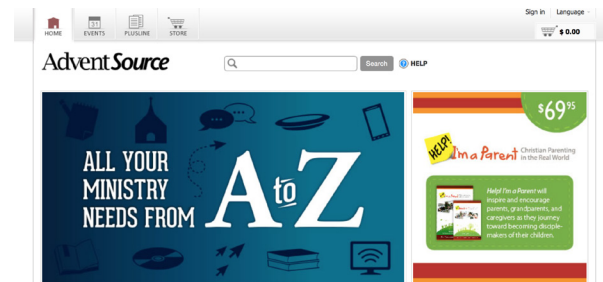 Sign in
Language
HOME
31
EVENTS
PLUSLINE
STORE
$ 0.00
AdventSource
Search
HELP
ALL YOUR
MINISTRY
NEEDS FROM
A to Z
$69 95
HELP!
I'm a Parent
Christian Parenting
in the Real World
Help! I'm a Parent will
inspire and encourage
parents, grandparents, and
caregivers as they journey
toward becoming disciple-
makers of their children.